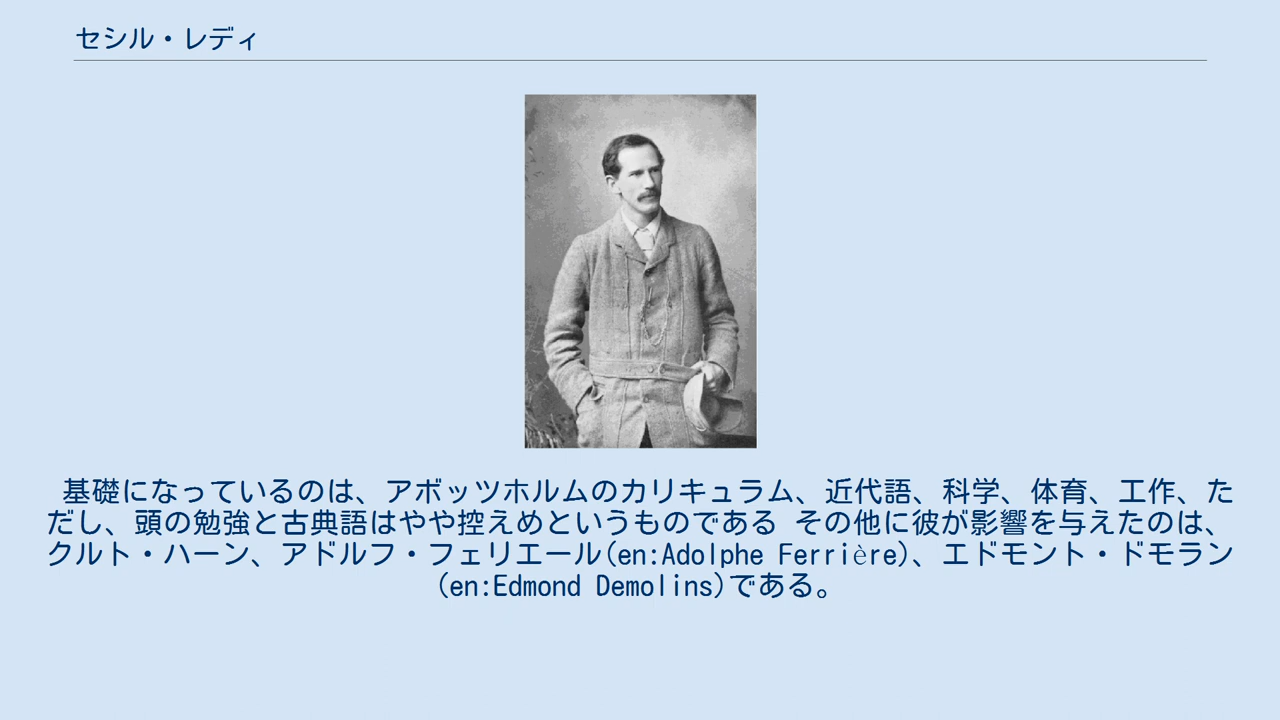 セシル・レディ
基礎になっているのは、アボッツホルムのカリキュラム、近代語、科学、体育、工作、た
だし、頭の勉強と古典語はやや控えめというものである その他に彼が影響を与えたのは、
クルト・ハーン、アドルフ・フェリエール(en:Adolphe Ferrière)、エドモント・ドモラン
(en:Edmond Demolins)である。